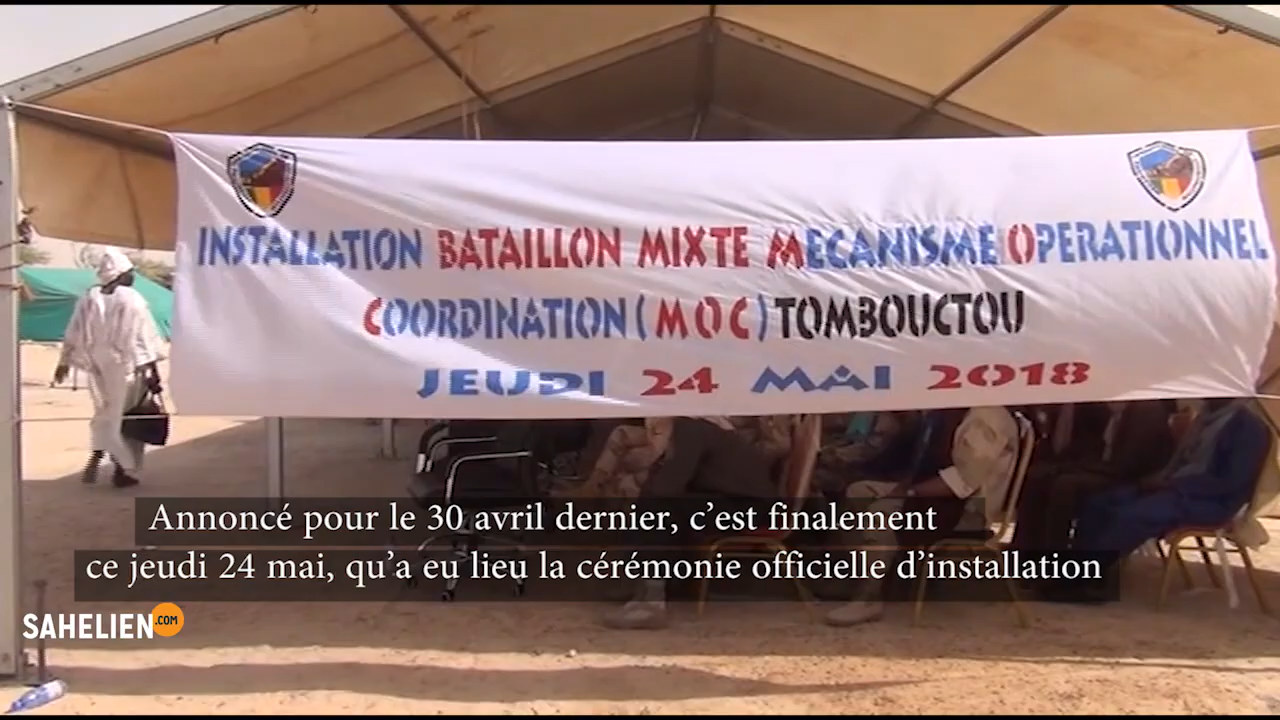 INSTALLATION BATAILLON MIXTE MECANISME OPERATIONNEL
COORDINATION (MOC) TOMBOUCTOU
JEUDI 24 MAI 2018
Annoncé pour le 30 avril dernier, c'est finalement
ce jeudi 24 mai, qu'a eu lieu la cérémonie officielle d'installation
SAHELIEN.COM